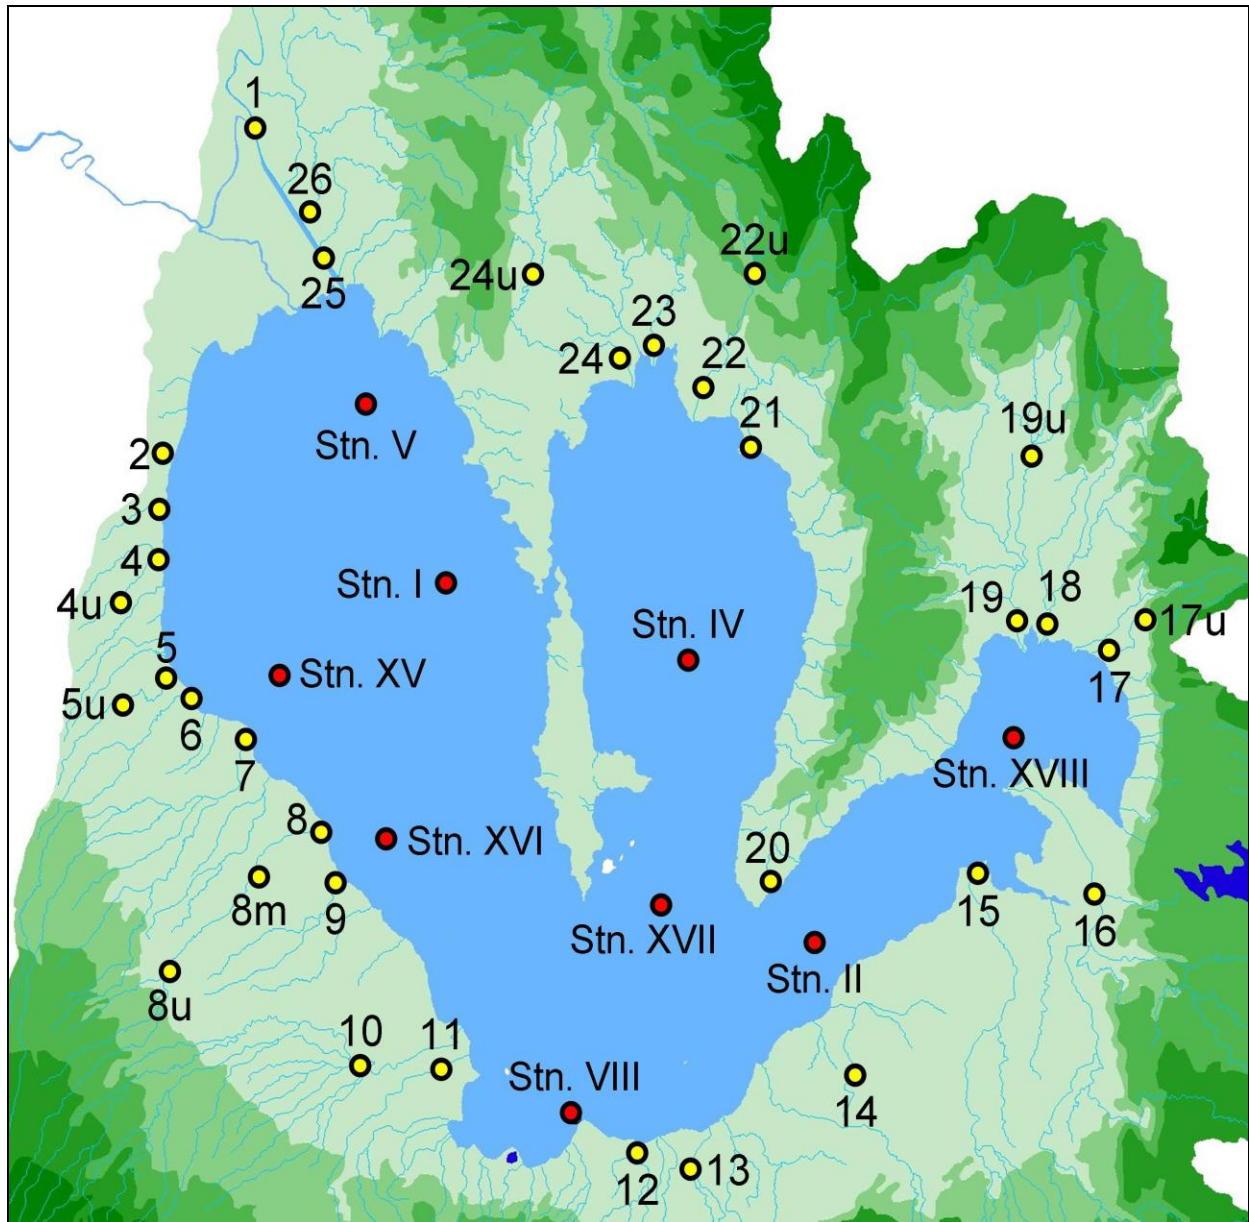 1
26
22u
24u
25
23
24
22
21
Stn. V
19u
2
3
4
Stn. I
4u
19
18
17u
Stn. IV
5
17
Stn. XV
5u
6
7
Stn. XVIII
8
Stn. XVI
20
8m
9
15
16
Stn. XVII
Stn. II
8u
10
11
Stn. VIII
14
12
13